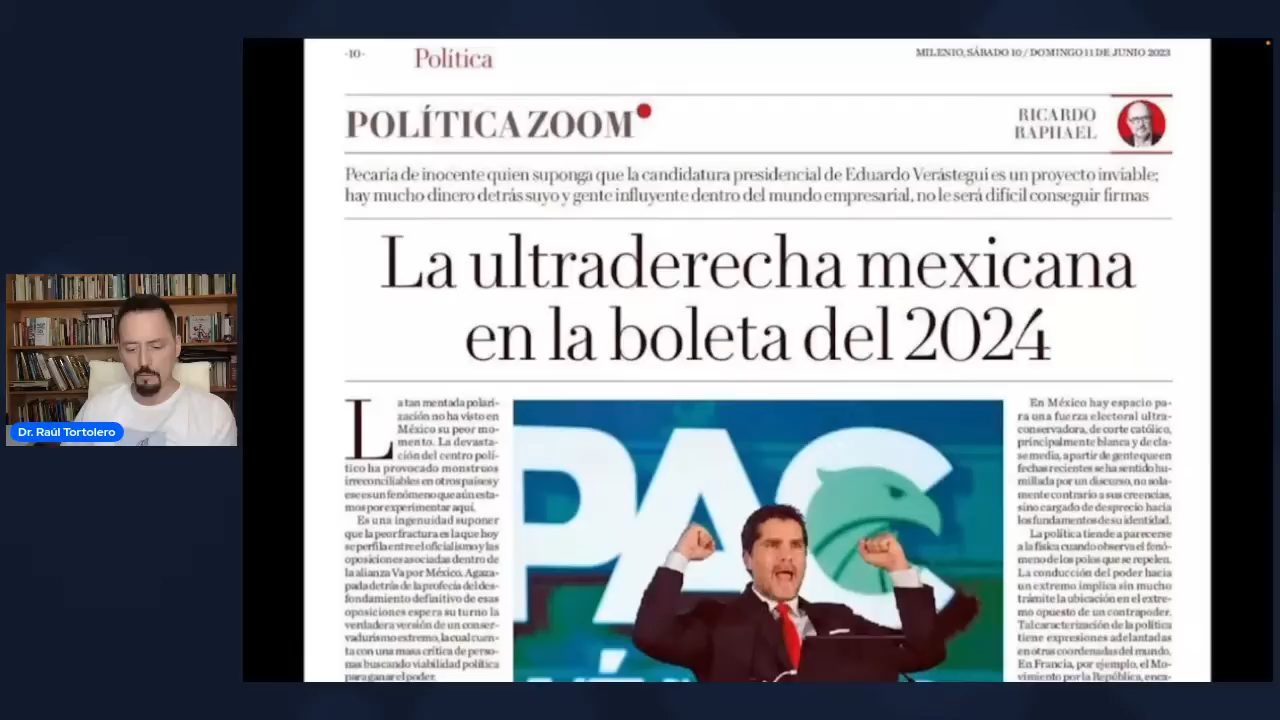 -10-
Política
MILENIO, SÁBADO 10 / DOMINGO 11 DE JUNIO 2023
POLÍTICA ZOOM
RICARDO
RAPHAEL
Pecaría de inocente quien suponga que la candidatura presidencial de Eduardo Verástegui es un proyecto inviable;
hay mucho dinero detrás suyo y gente influyente dentro del mundo empresarial, no le será difícil conseguir firmas
La ultraderecha mexicana
en la boleta del 2024
La tan mentada polari-
zación no ha visto en
México su peor mo-
mento. La devasta-
ción del centro polí-
tico ha provocado monstruos
irreconciliables en otros países y
ese es un fenómeno que aún esta-
mos por experimentar aquí.
Es una ingenuidad suponer
que la peor fractura es la que hoy
se perfila entre el oficialismo y las
oposiciones asociadas dentro de
la alianza Va por México. Agaza-
pada detrás de la profecía del des-
fondamiento definitivo de esas
oposiciones espera su turno la
verdadera versión de un conser-
vadurismo extremo, la cual cuen-
ta con una masa crítica de perso-
nas buscando viabilidad política
para ganar el poder.
PAC
En México hay espacio pa-
ra una fuerza electoral ultra-
conservadora, de corte católico,
principalmente blanca y de cla-
se media, a partir de gente que en
fechas recientes se ha sentido hu-
millada por un discurso, no sola-
mente contrario a sus creencias,
sino cargado de desprecio hacia
los fundamentos de su identidad.
La política tiende a parecerse
a la física cuando observa el fenó-
meno de los polos que se repelen.
La conducción del poder hacia
un extremo implica sin mucho
trámite la ubicación en el extre-
mo opuesto de un contrapoder.
Tal caracterización de la política
tiene expresiones adelantadas
en otras coordenadas del mundo.
En Francia, por ejemplo, el Mo-
vimiento por la República, enca-
Dr. Raúl Tortolero